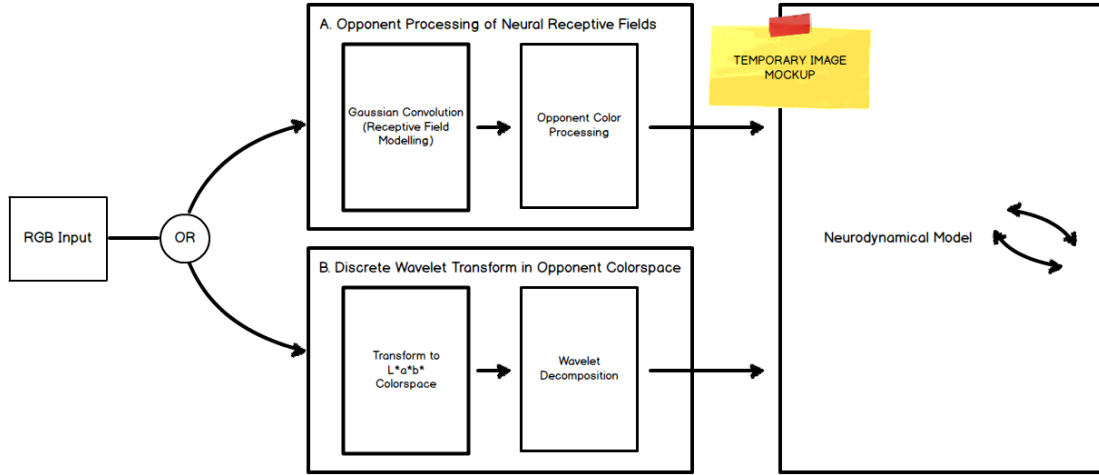 A. Opponent Processing of Neural Receptive Fields
TEMPORARY IMAGE
MOCKUP
Gaussian Convolution
(Receptive Field
Modelling)
Opponent Color
Processing
RGB Input
OR
Neurodynamical Model
B. Discrete Wavelet Transform in Opponent Colorspace
Transform to
L*a*b*
Colorspace
Wavelet
Decomposition